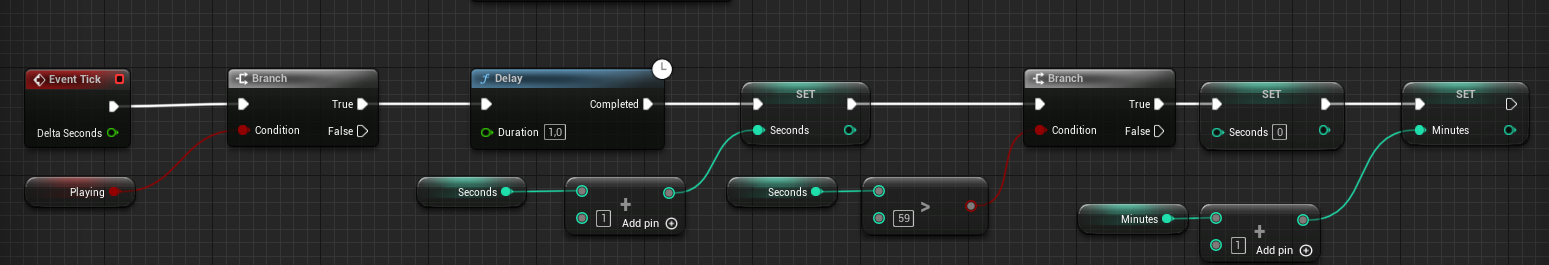 Event Tick
Delta Seconds
Playing
Branch
True
Condition
False
Delay
Completed
Duration 1,0
Seconds
1
+
Add pin
SET
Seconds
Seconds
59
>
Branch
True
Condition
False
SET
Seconds 0
Minutes
1
+
Add pin
SET
Minutes